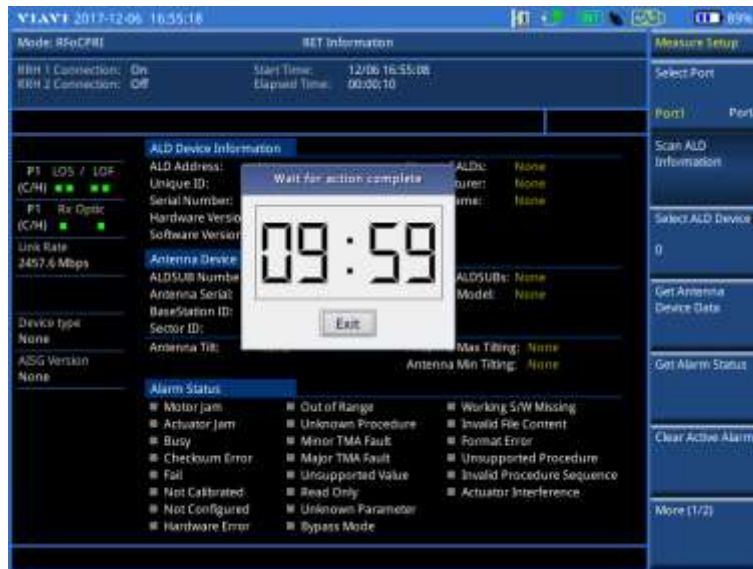 VIAVI 2017-12-06 16:55:18
INT
89%
Mode: RFoCPRI
RET Information
Measure Setup
RRH 1 Connection: On
Start Time: 12/06 16:55:08
RRH 2 Connection: Off
Elapsed Time: 00:00:10
Select Port
Port1 Port
ALD Device Information
ALD Address:
ALDs: None
Unique ID:
turer: None
Serial Number:
ame: None
Hardware Versio
Software Version
Wait for action complete
09:59
Exit
P1 LOS / LOF
(C/H)
P1 Rx Optic
(C/H)
Link Rate
2457.6 Mbps
Device type
None
AISG Version
None
Antenna Device
ALDSUB Numbe
ALDSUBs: None
Antenna Serial:
Model: None
BaseStation ID:
Sector ID:
Antenna Tilt:
Max Tilting: None
Antenna Min Tilting: None
Alarm Status
Motor Jam
Out of Range
Working S/W Missing
Actuator Jam
Unknown Procedure
Invalid File Content
Busy
Minor TMA Fault
Format Error
Checksum Error
Major TMA Fault
Unsupported Procedure
Fail
Unsupported Value
Invalid Procedure Sequence
Not Calibrated
Read Only
Actuator Interference
Not Configured
Unknown Parameter
Hardware Error
Bypass Mode
Scan ALD
Information
Select ALD Device
0
Get Antenna
Device Data
Get Alarm Status
Clear Active Alarm
More (1/2)